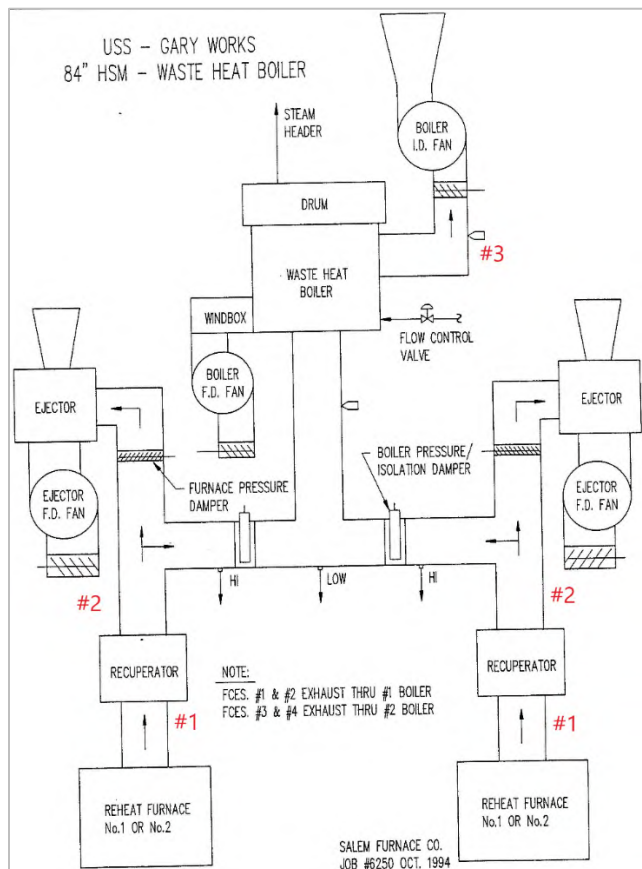 USS - GARY WORKS
84" HSM - WASTE HEAT BOILER
STEAM
HEADER
BOILER
I.D. FAN
DRUM
#3
WASTE HEAT
BOILER
WINDBOX
FLOW CONTROL
VALVE
BOILER
F.D. FAN
EJECTOR
EJECTOR
BOILER PRESSURE/
ISOLATION DAMPER
FURNACE PRESSURE
DAMPER
EJECTOR
F.D. FAN
EJECTOR
F.D. FAN
#2
HI
LOW
HI
#2
RECUPERATOR
RECUPERATOR
NOTE:
FCES. #1 & #2 EXHAUST THRU #1 BOILER
FCES. #3 & #4 EXHAUST THRU #2 BOILER
#1
#1
REHEAT FURNACE
No.1 OR No.2
REHEAT FURNACE
No.1 OR No.2
SALEM FURNACE CO.
JOB #6250 OCT. 1994